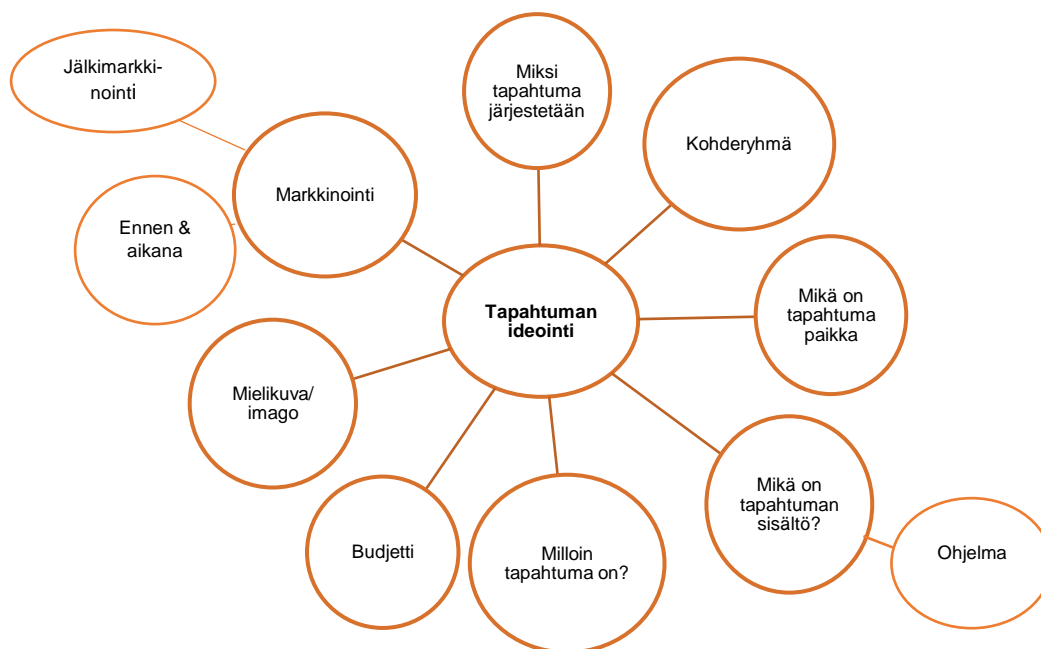 Jälkimarkki-
nointi
Miksi
tapahtuma
järjestetään
Kohderyhmä
Markkinointi
Ennen &
aikana
Mikä on
tapahtuma
paikka
Tapahtuman
ideointi
Mielikuva/
imago
Mikä on
tapahtuman
sisältö?
Budjetti
Milloin
tapahtuma on?
Ohjelma